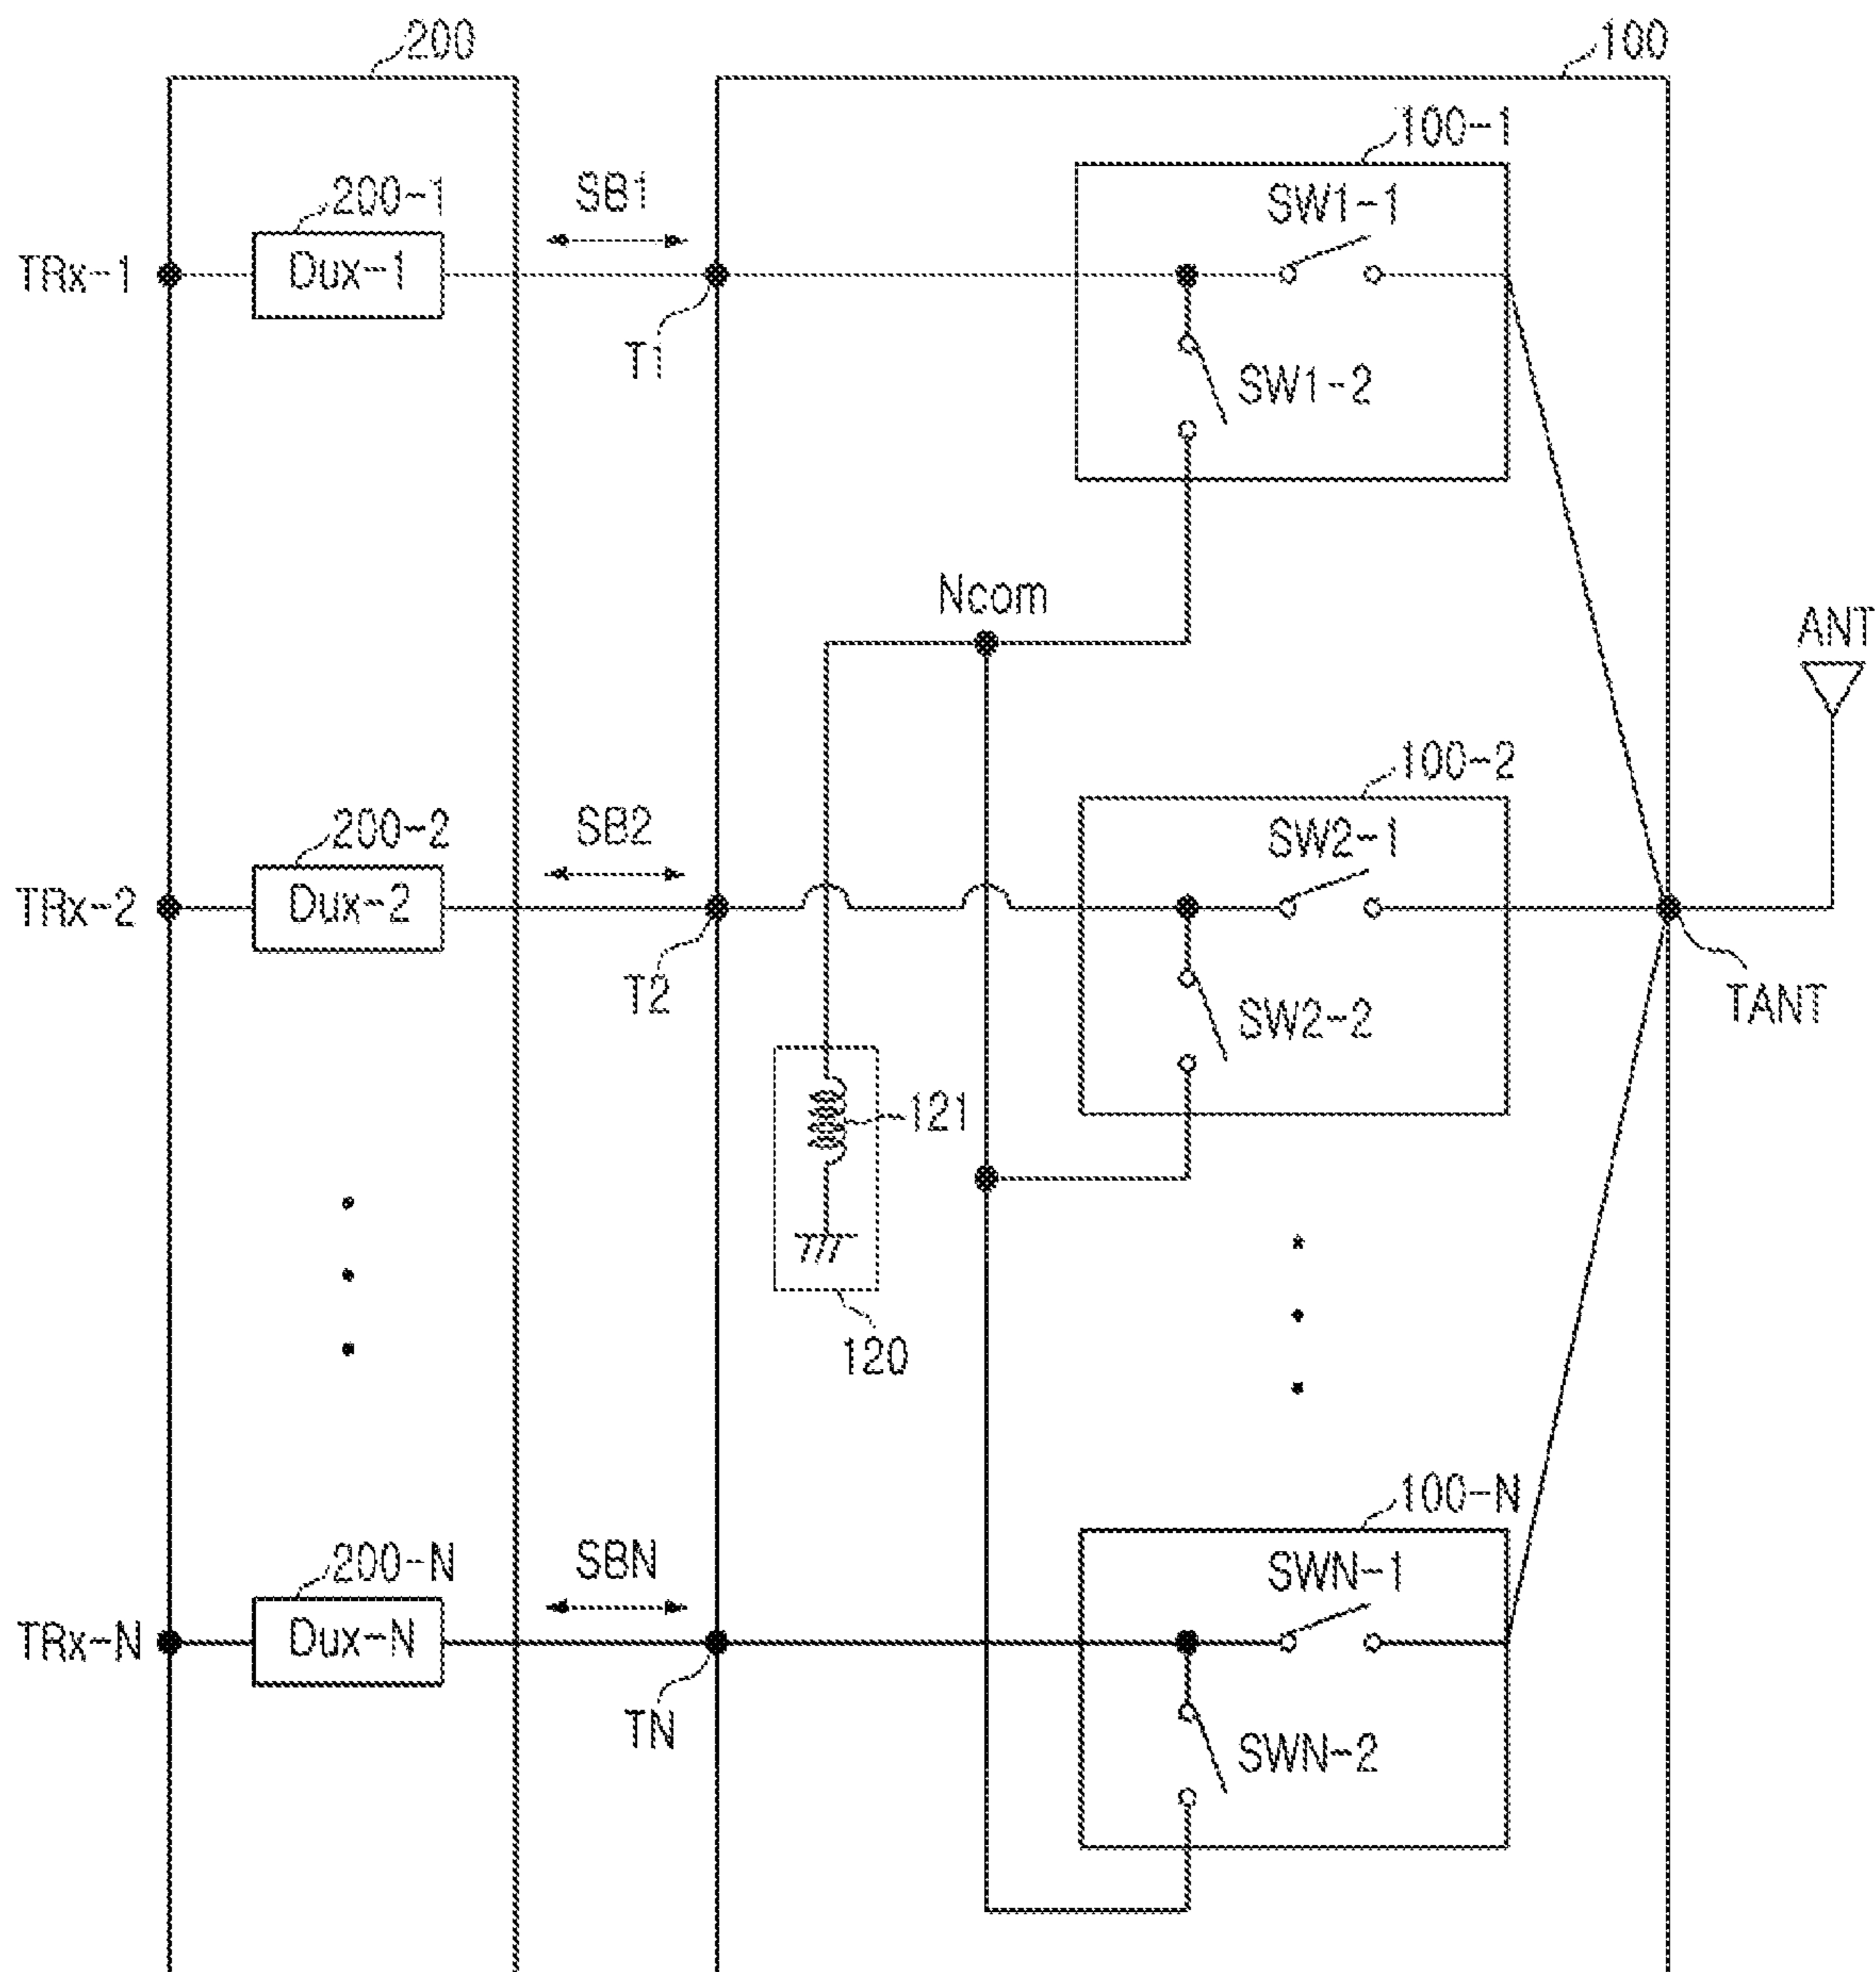 200
100
100-1
200-1
SB1
SW1-1
TRx-1
Dux-1
T1
SW1-2
Ncom
ANT
100-2
200-2
SB2
SW2-1
TRx-2
Dux-2
T2
SW2-2
TANT
121
120
100-N
200-N
SBN
SWN-1
TRx-N
Dux-N
TN
SWN-2